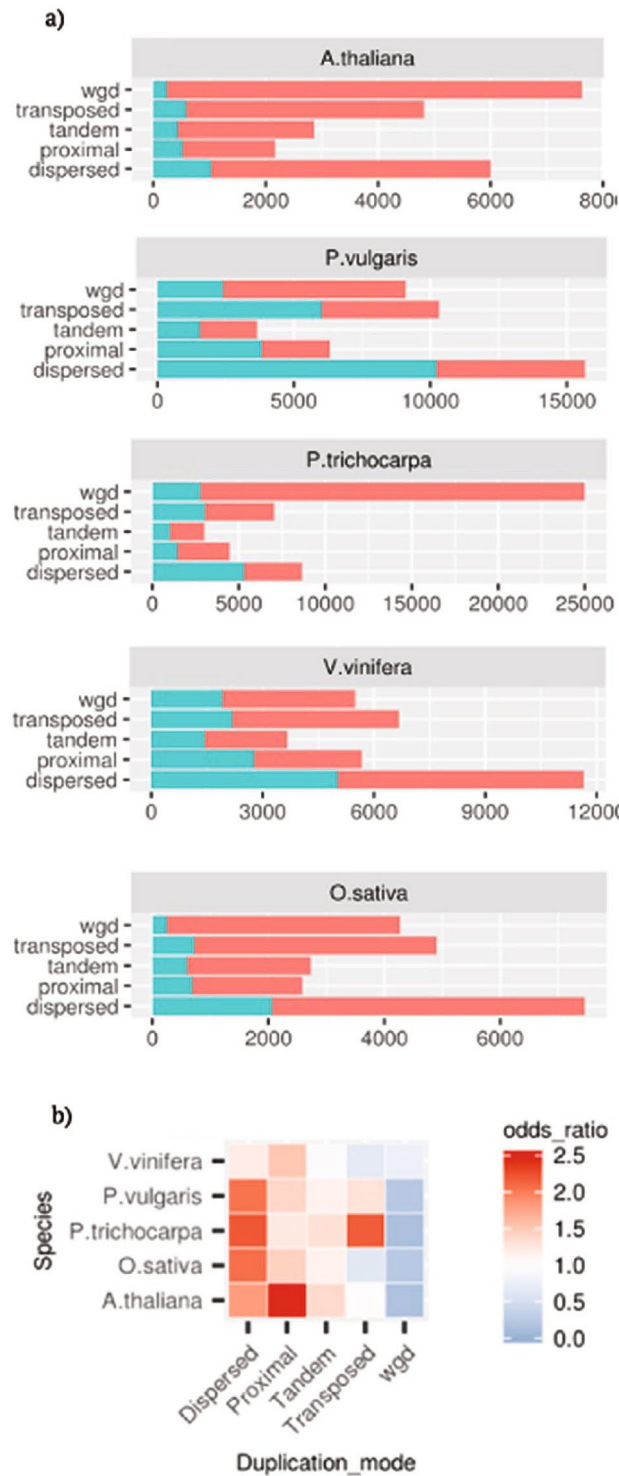 a)
A.thaliana
wgd
transposed
tandem
proximal
dispersed
0 2000 4000 6000 800
P.vulgaris
wgd
transposed
tandem
proximal
dispersed
0 5000 10000 15000
P.trichocarpa
wgd
transposed
tandem
proximal
dispersed
0 5000 10000 15000 20000 25000
V.vinifera
wgd
transposed
tandem
proximal
dispersed
0 3000 6000 9000 12000
O.sativa
wgd
transposed
tandem
proximal
dispersed
0 2000 4000 6000
b)
odds_ratio
2.5
2.0
1.5
1.0
0.5
0.0
Species
V.vinifera
P.vulgaris
P.trichocarpa
O.sativa
A.thaliana
Dispersed
Proximal
Tandem
Transposed
wgd
Duplication_mode